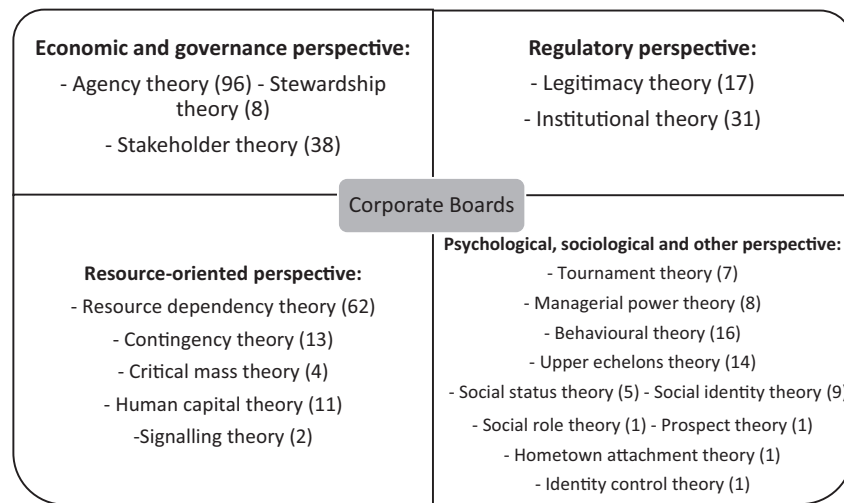 Economic and governance perspective:
- Agency theory (96) - Stewardship
theory (8)
- Stakeholder theory (38)
Regulatory perspective:
- Legitimacy theory (17)
- Institutional theory (31)
Corporate Boards
Resource-oriented perspective:
- Resource dependency theory (62)
- Contingency theory (13)
- Critical mass theory (4)
- Human capital theory (11)
-Signalling theory (2)
Psychological, sociological and other perspective:
- Tournament theory (7)
- Managerial power theory (8)
- Behavioural theory (16)
- Upper echelons theory (14)
- Social status theory (5) - Social identity theory (9)
- Social role theory (1) - Prospect theory (1)
- Hometown attachment theory (1)
- Identity control theory (1)